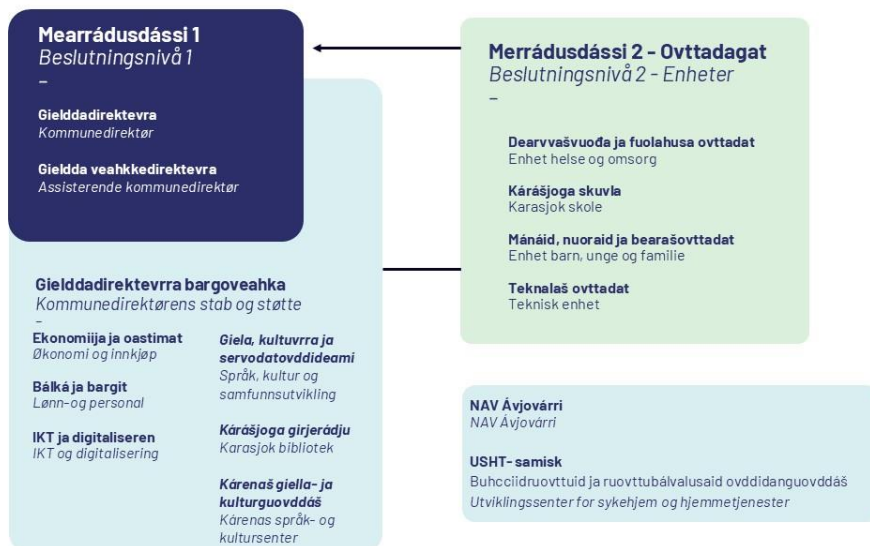 Mearrádusdássi 1
Beslutningsnivå 1
–
Gielddadirektevra
Kommunedirektør
Gieldda veahkkedirektevra
Assisterende kommunedirektør
Gielddadirektevrra bargoveahka
Kommunedirektørens stab og støtte
–
Ekonomiija ja oastimat
Økonomi og innkjøp
Bálká ja bargit
Lønn-og personal
IKT ja digitaliseren
IKT og digitalisering
Giela, kultuvrra ja
servodatovddideami
Språk, kultur og
samfunnsutvikling
Kárášjoga girjerádju
Karasjok bibliotek
Kárenaš giella- ja
kulturguovddáš
Kárenas språk- og
kultursenter
Merrádusdássi 2 - Ovttadagat
Beslutningsnivå 2 - Enheter
–
Dearvvašvuođa ja fuolahusa ovttadat
Enhet helse og omsorg
Kárášjoga skuvla
Karasjok skole
Mánáid, nuoraid ja bearašovttadat
Enhet barn, unge og familie
Teknalaš ovttadat
Teknisk enhet
NAV Ávjovárri
NAV Ávjovárri
USHT- samisk
Buhcciidruovttuid ja ruovttubálvalusaid ovddidanguovddáš
Utviklingssenter for sykehjem og hjemmetjenester